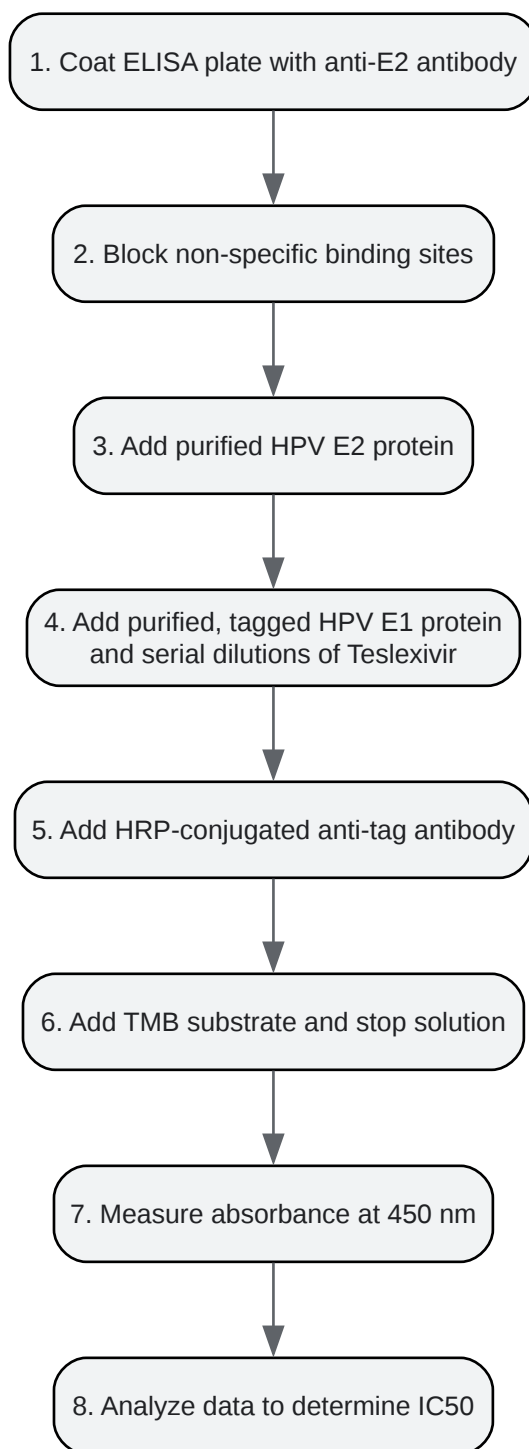 1. Coat ELISA plate with anti-E2 antibody
2. Block non-specific binding sites
3. Add purified HPV E2 protein
4. Add purified, tagged HPV E1 protein
and serial dilutions of Teslexivir
5. Add HRP-conjugated anti-tag antibody
6. Add TMB substrate and stop solution
7. Measure absorbance at 450 nm
8. Analyze data to determine IC50